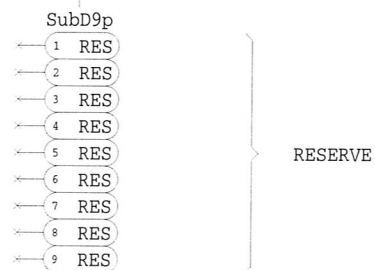 SubD9p
1 RES
2 RES
3 RES
4 RES
5 RES
6 RES
7 RES
8 RES
9 RES
RESERVE